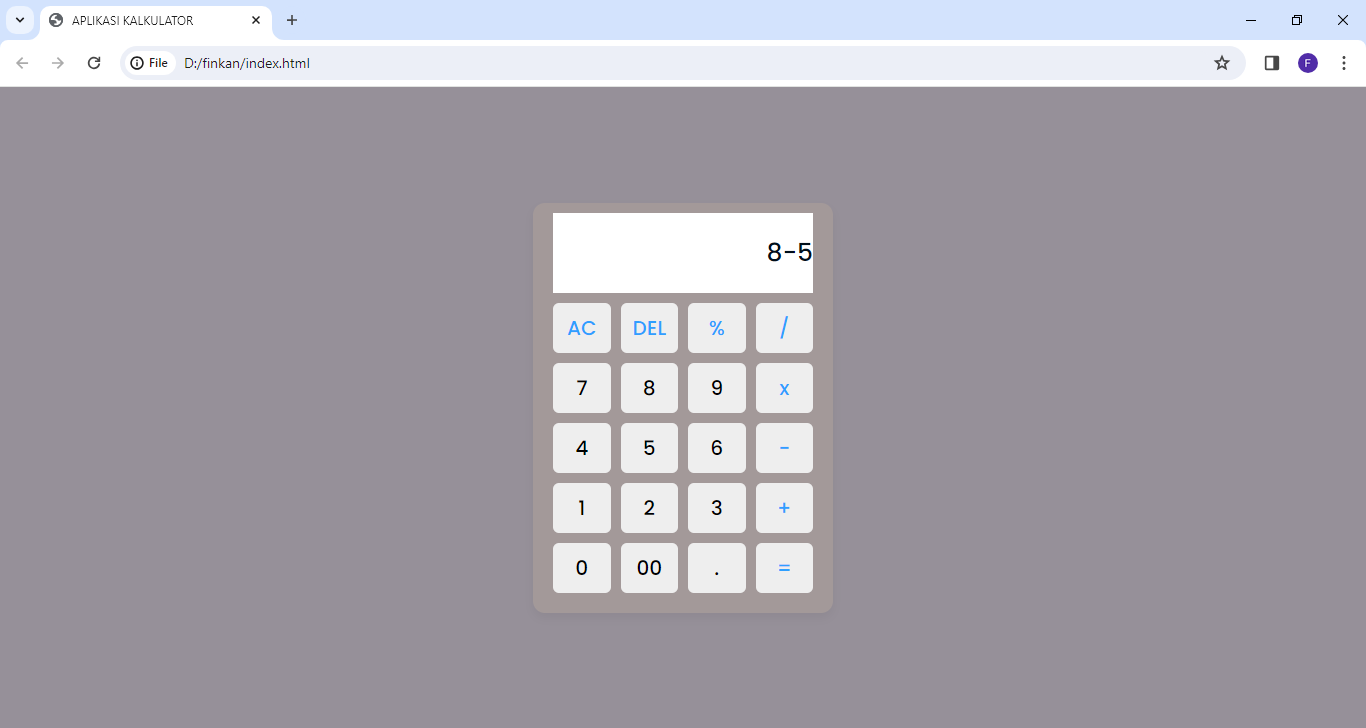 APLIKASI KALKULATOR
File D:/finkan/index.html
F
8-5
AC DEL % /
7 8 9 x
4 5 6 -
1 2 3 +
0 00 . =